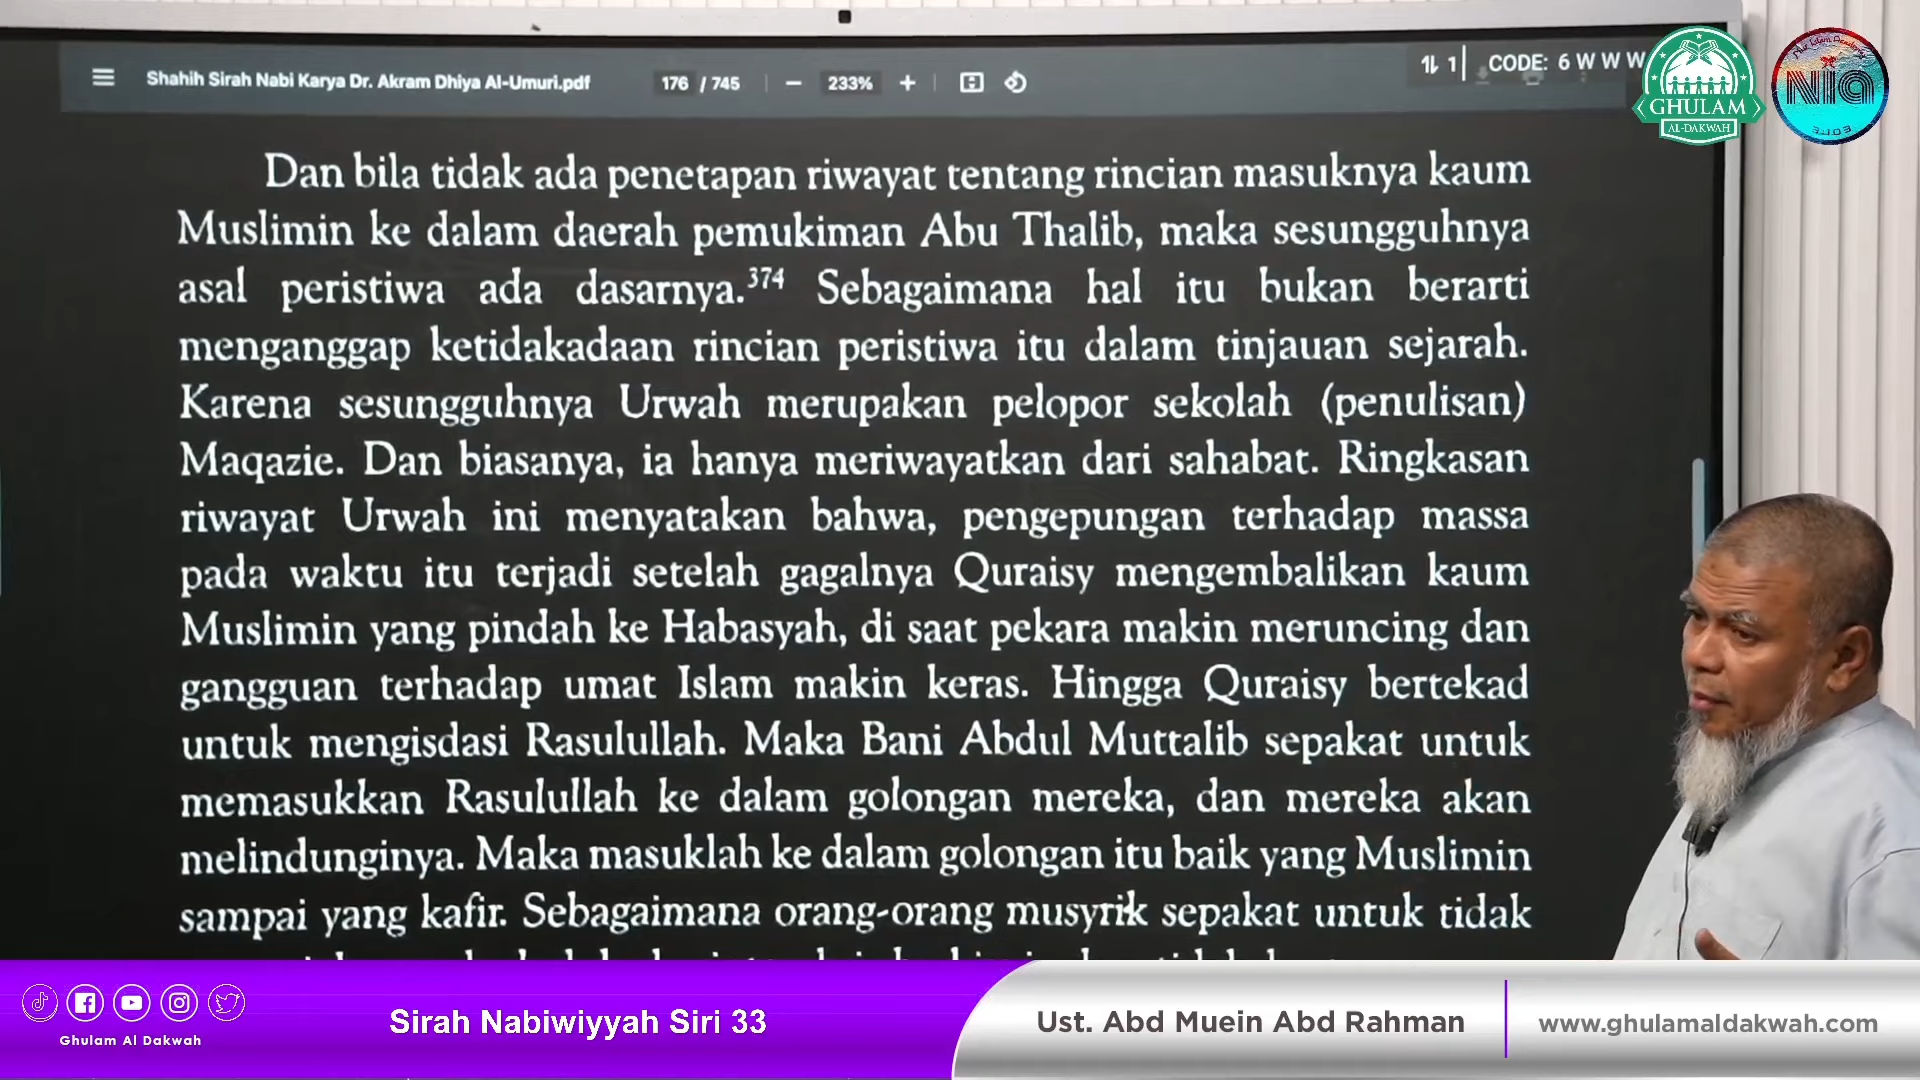 Shahih Sirah Nabi Karya Dr. Akram Dhiya Al-Umuri.pdf 176 / 745 233% 1 CODE: 6 W W W
GHULAM
AL-DAKWAH
NIA
Dan bila tidak ada penetapan riwayat tentang rincian masuknya kaum
Muslimin ke dalam daerah pemukiman Abu Thalib, maka sesungguhnya
asal peristiwa ada dasarnya.374 Sebagaimana hal itu bukan berarti
menganggap ketidakadaan rincian peristiwa itu dalam tinjauan sejarah.
Karena sesungguhnya Urwah merupakan pelopor sekolah (penulisan)
Maqazie. Dan biasanya, ia hanya meriwayatkan dari sahabat. Ringkasan
riwayat Urwah ini menyatakan bahwa, pengepungan terhadap massa
pada waktu itu terjadi setelah gagalnya Quraisy mengembalikan kaum
Muslimin yang pindah ke Habasyah, di saat pekara makin meruncing dan
gangguan terhadap umat Islam makin keras. Hingga Quraisy bertekad
untuk mengisdasi Rasulullah. Maka Bani Abdul Muttalib sepakat untuk
memasukkan Rasulullah ke dalam golongan mereka, dan mereka akan
melindunginya. Maka masuklah ke dalam golongan itu baik yang Muslimin
sampai yang kafir. Sebagaimana orang-orang musyrik sepakat untuk tidak
Ghulam Al Dakwah
Sirah Nabiwiyyah Siri 33
Ust. Abd Muein Abd Rahman
www.ghulamaldakwah.com